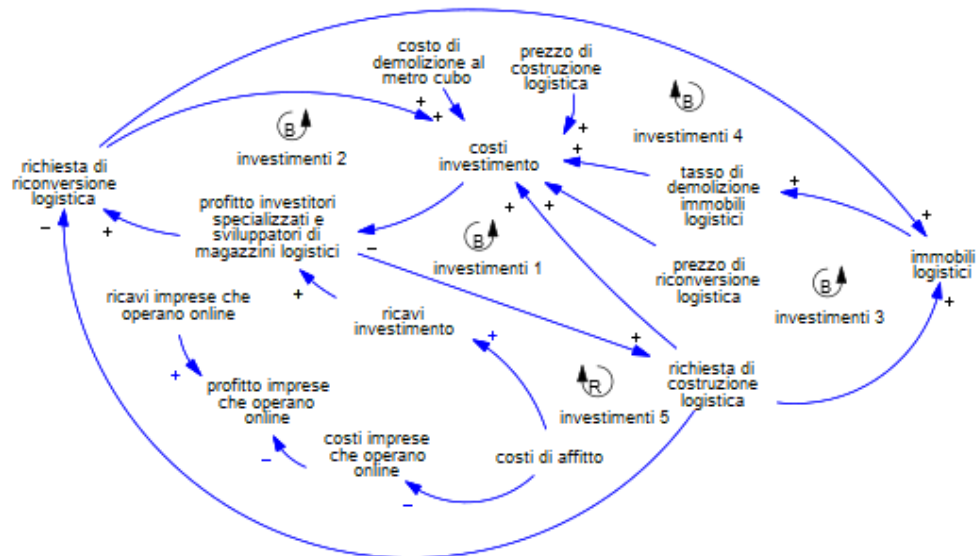 costo di
demolizione al
metro cubo
prezzo di
costruzione
logistica
+
+
+
+
B
investimenti 4
B
investimenti 2
richiesta di
riconversione
logistica
costi
investimento
+
tasso di
demolizione
immobili
logistici
+
−
+
profitto investitori
specializzati e
sviluppatori di
magazzini logistici
−
+
+
B
investimenti 1
prezzo di
riconversione
logistica
B
investimenti 3
+
immobili
logistici
+
ricavi imprese che
operano online
+
ricavi
investimento
+
+
richiesta di
costruzione
logistica
+
profitto imprese
che operano
online
R
investimenti 5
−
costi imprese
che operano
online
costi di affitto
−